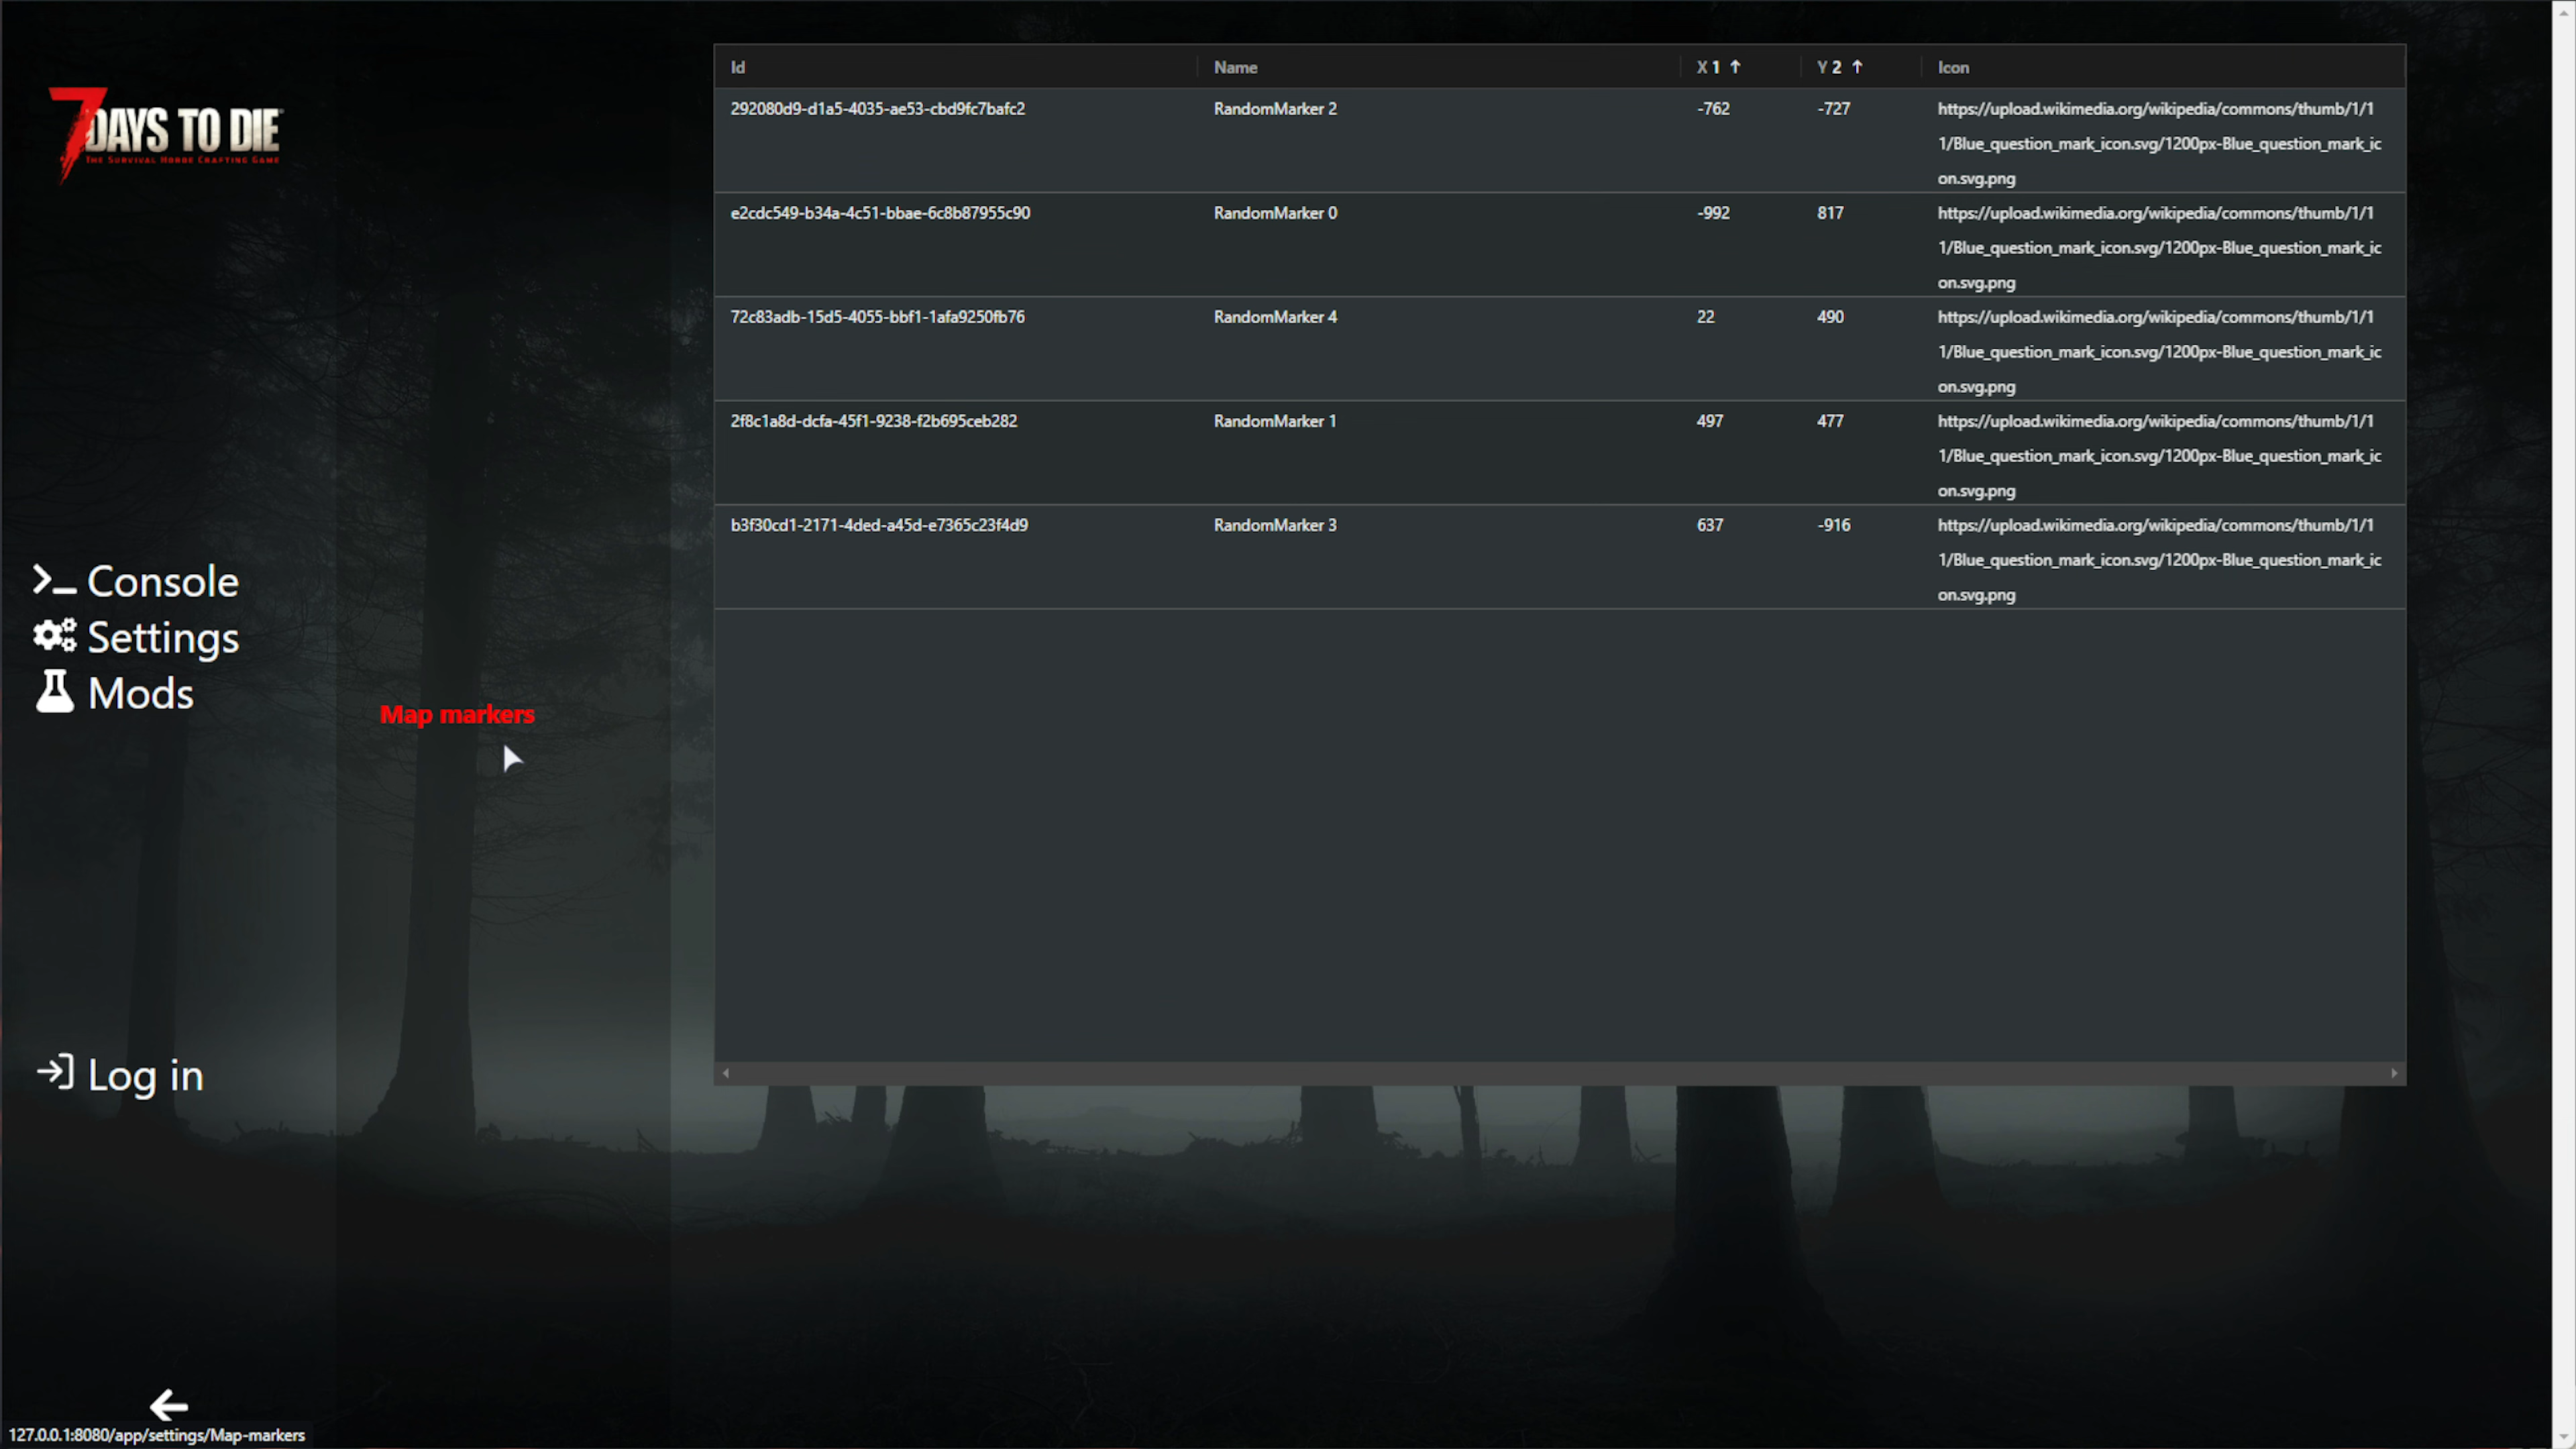 7 DAYS TO DIE
THE SURVIVAL HORDE CRAFTING GAME
Console
Settings
Mods
Log in
Map markers
Id Name X 1 ↑ Y 2 ↑ Icon
292080d9-d1a5-4035-ae53-cbd9fc7bafc2 RandomMarker 2 -762 -727 https://upload.wikimedia.org/wikipedia/commons/thumb/1/1
1/Blue_question_mark_icon.svg/1200px-Blue_question_mark_ic
on.svg.png
e2cdc549-b34a-4c51-bbae-6c8b87955c90 RandomMarker 0 -992 817 https://upload.wikimedia.org/wikipedia/commons/thumb/1/1
1/Blue_question_mark_icon.svg/1200px-Blue_question_mark_ic
on.svg.png
72c83adb-15d5-4055-bbf1-1afa9250fb76 RandomMarker 4 22 490 https://upload.wikimedia.org/wikipedia/commons/thumb/1/1
1/Blue_question_mark_icon.svg/1200px-Blue_question_mark_ic
on.svg.png
2f8c1a8d-dcfa-45f1-9238-f2b695ceb282 RandomMarker 1 497 477 https://upload.wikimedia.org/wikipedia/commons/thumb/1/1
1/Blue_question_mark_icon.svg/1200px-Blue_question_mark_ic
on.svg.png
b3f30cd1-2171-4ded-a45d-e7365c23f4d9 RandomMarker 3 637 -916 https://upload.wikimedia.org/wikipedia/commons/thumb/1/1
1/Blue_question_mark_icon.svg/1200px-Blue_question_mark_ic
on.svg.png
127.0.0.1:8080/app/settings/Map-markers